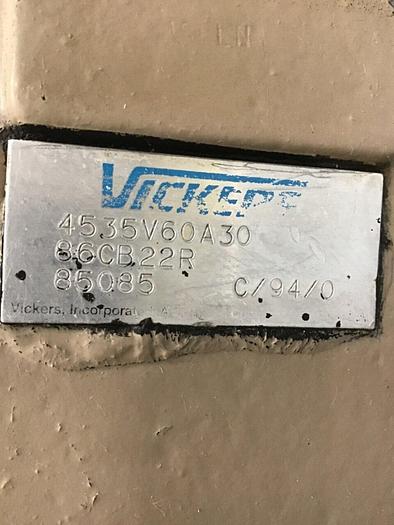 VICKERS
4535V60A30
86CB22R
85085 C/94/0
Vickers, Incorporat